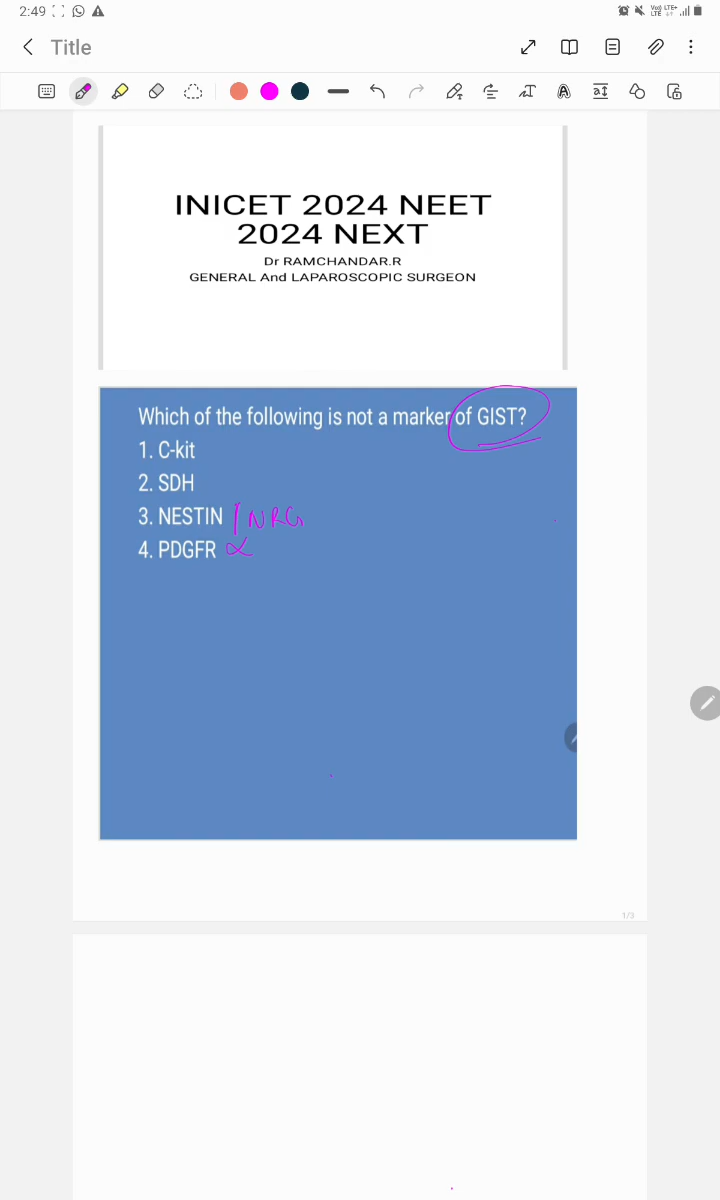 2:49
Title
INICET 2024 NEET
2024 NEXT
Dr RAMCHANDAR.R
GENERAL And LAPAROSCOPIC SURGEON
Which of the following is not a marker of GIST?
1. C-kit
2. SDH
3. NESTIN / NRG
4. PDGFR α
1/3